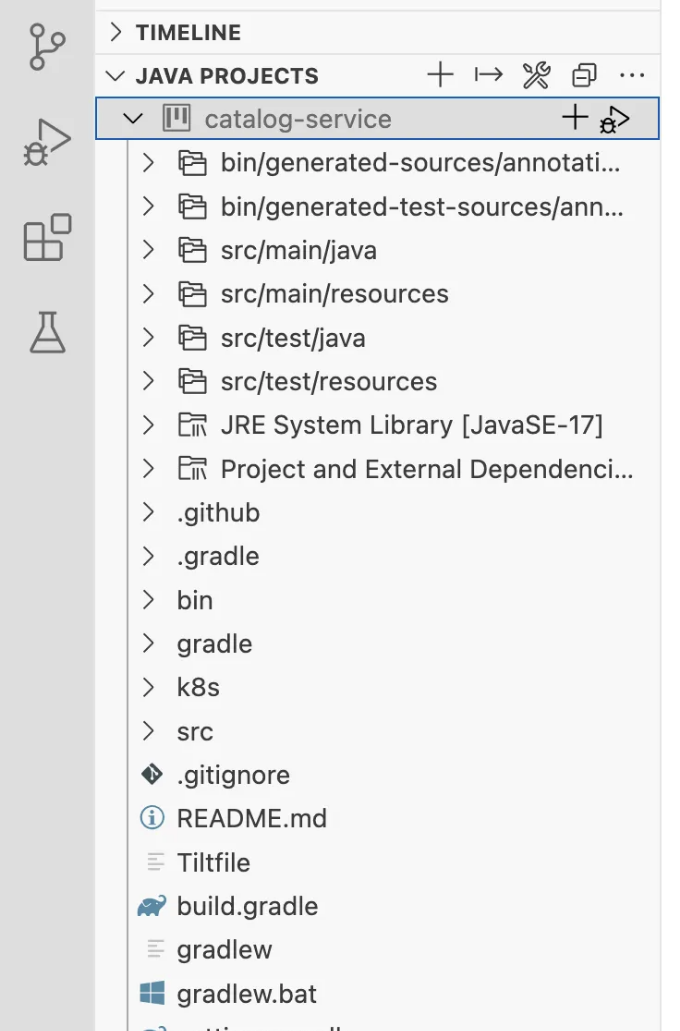 TIMELINE
JAVA PROJECTS
catalog-service
bin/generated-sources/annotati...
bin/generated-test-sources/ann...
src/main/java
src/main/resources
src/test/java
src/test/resources
JRE System Library [JavaSE-17]
Project and External Dependenci...
.github
.gradle
bin
gradle
k8s
src
.gitignore
README.md
Tiltfile
build.gradle
gradlew
gradlew.bat